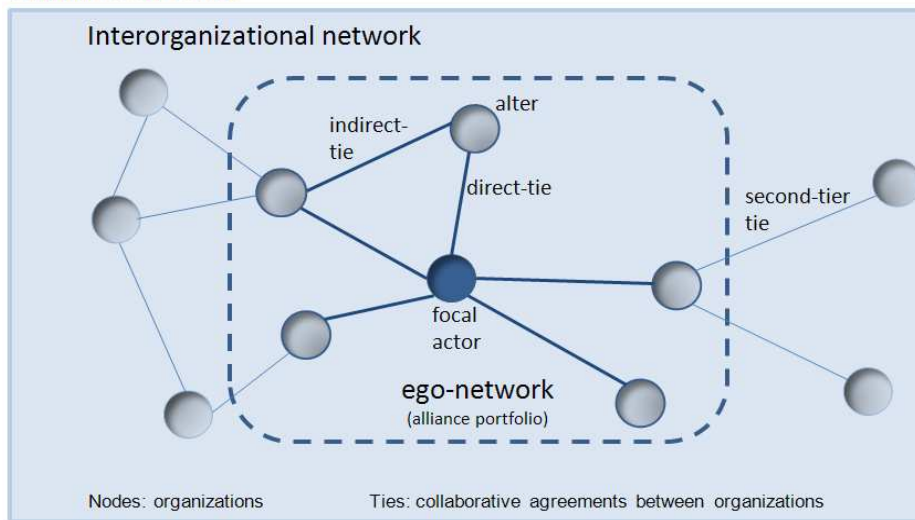 Interorganizational network
alter
indirect-
tie
direct-tie
second-tier
tie
focal
actor
ego-network
(alliance portfolio)
Nodes: organizations
Ties: collaborative agreements between organizations